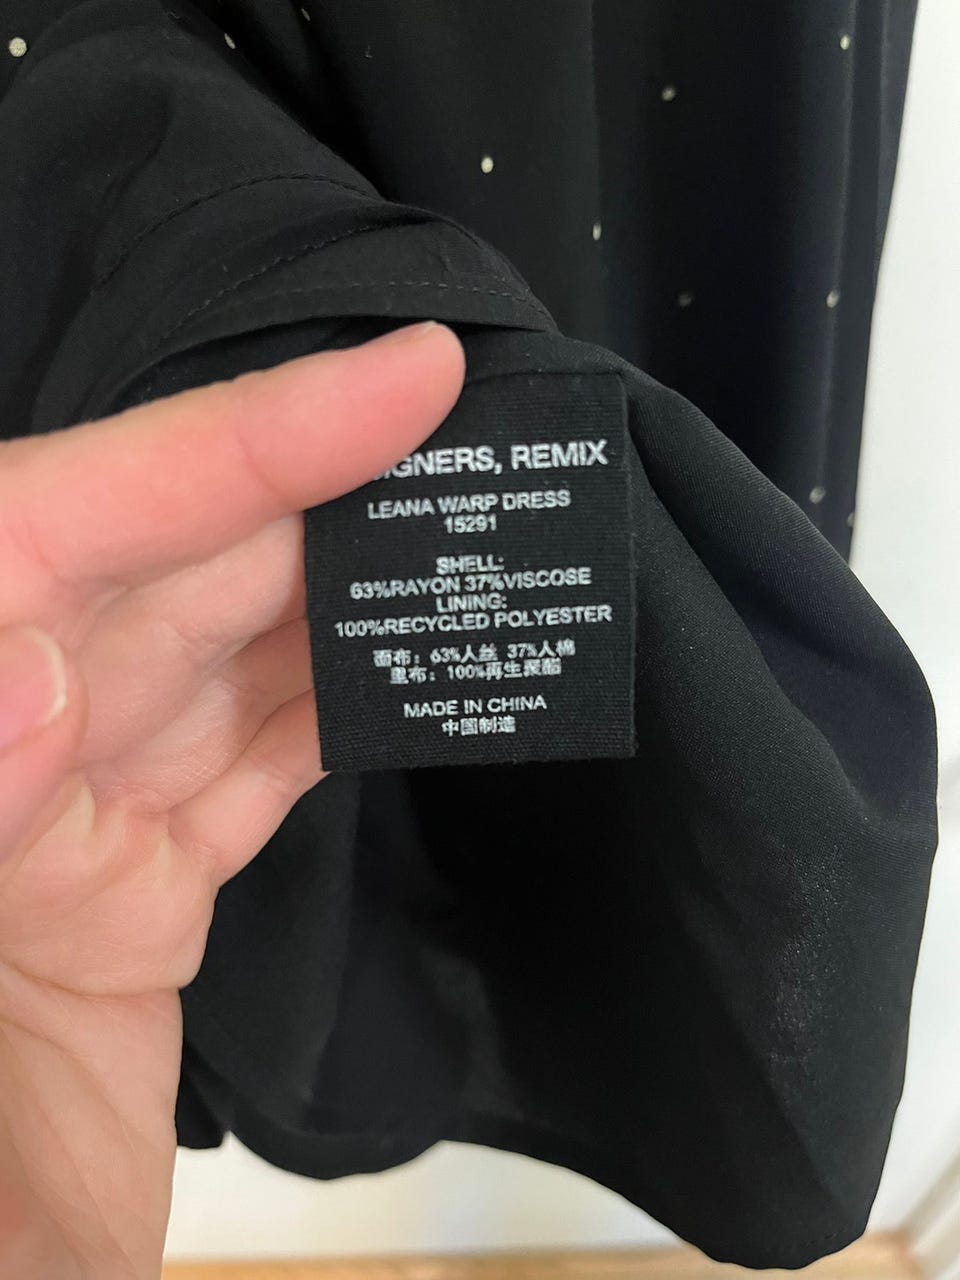 GNERS, REMIX
LEANA WARP DRESS
15291
SHELL:
63%RAYON 37%VISCOSE
LINING:
100%RECYCLED POLYESTER
面布：63%人丝 37%人棉
里布：100%再生聚酯
MADE IN CHINA
中国制造